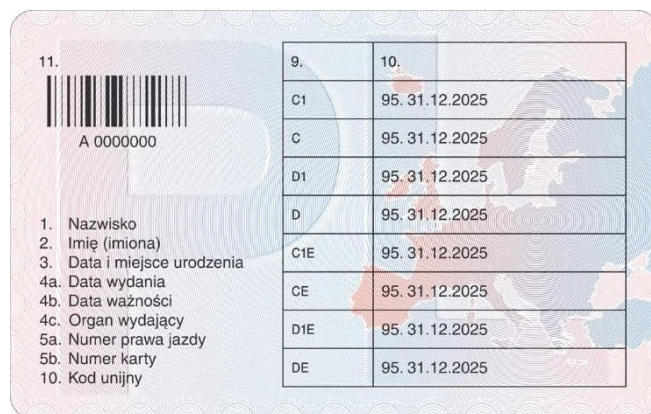 11.
A 0000000
1. Nazwisko
2. Imię (imiona)
3. Data i miejsce urodzenia
4a. Data wydania
4b. Data ważności
4c. Organ wydający
5a. Numer prawa jazdy
5b. Numer karty
10. Kod unijny
9. 10.
C1 95. 31.12.2025
C 95. 31.12.2025
D1 95. 31.12.2025
D 95. 31.12.2025
C1E 95. 31.12.2025
CE 95. 31.12.2025
D1E 95. 31.12.2025
DE 95. 31.12.2025